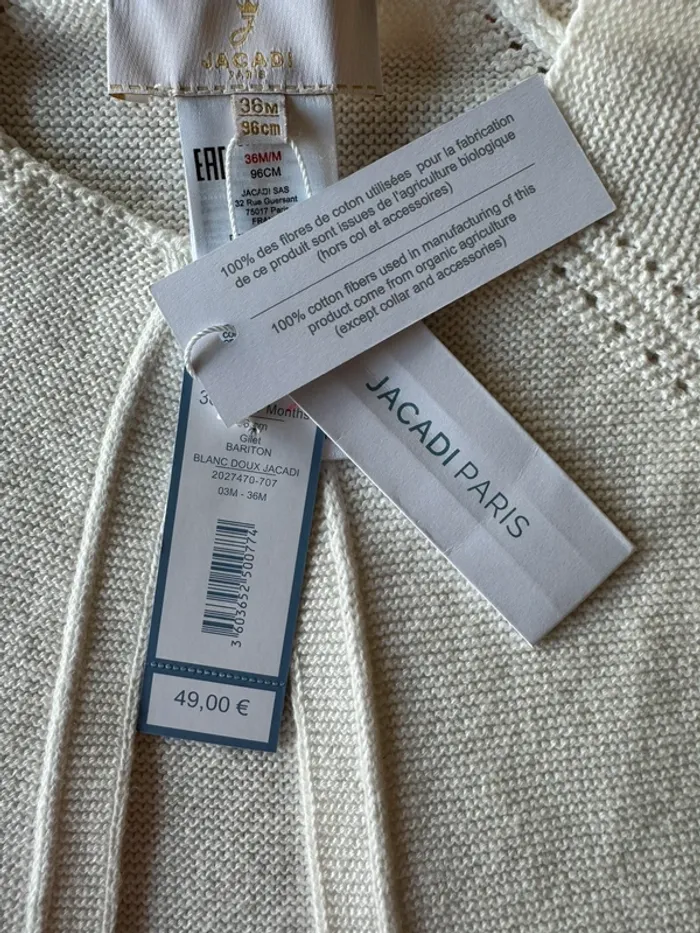 JACADI
PARIS
36M
96cm
EAC
36M/M
96CM
JACADI SAS
32 Rue Guersant
75017 Paris
100% des fibres de coton utilisées pour la fabrication
de ce produit sont issues de l'agriculture biologique
(hors col et accessoires)
100% cotton fibers used in manufacturing of this
product come from organic agriculture
(except collar and accessories)
JACADI PARIS
Months
Gilet
BARITON
BLANC DOUX JACADI
2027470-707
03M - 36M
3 603652 500774
49,00 €